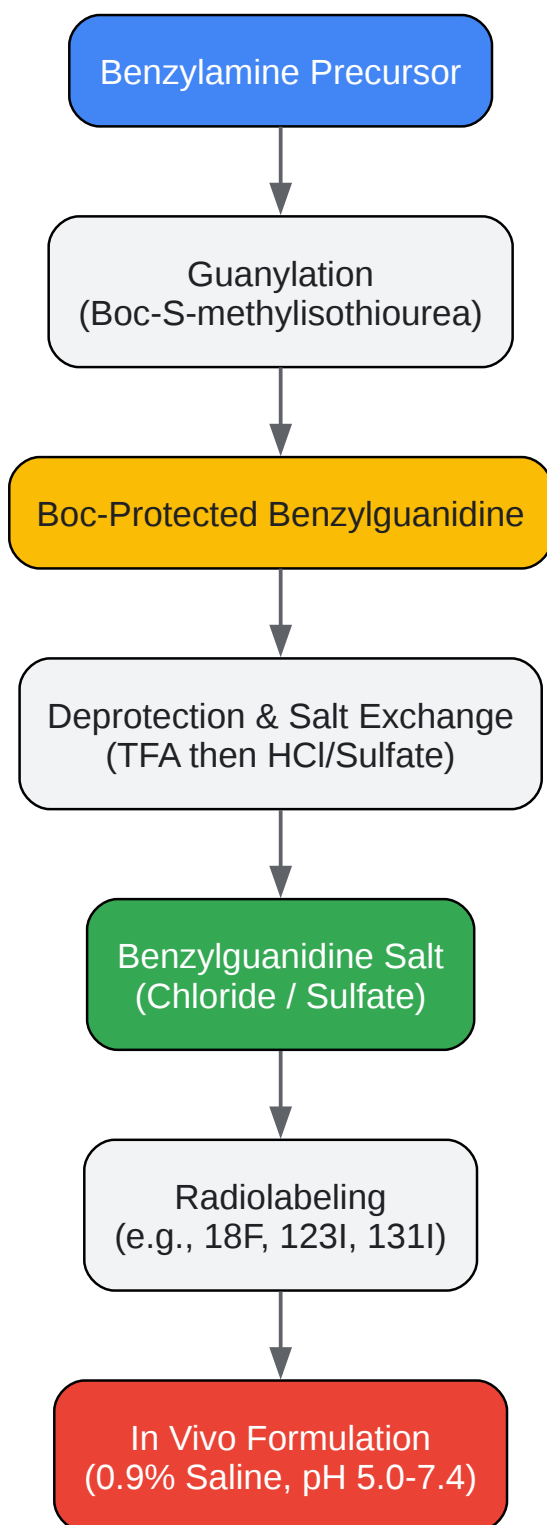 Benzylamine Precursor
Guanylation
(Boc-S-methylisothiourea)
Boc-Protected Benzylguanidine
Deprotection & Salt Exchange
(TFA then HCl/Sulfate)
Benzylguanidine Salt
(Chloride / Sulfate)
Radiolabeling
(e.g., 18F, 123I, 131I)
In Vivo Formulation
(0.9% Saline, pH 5.0-7.4)